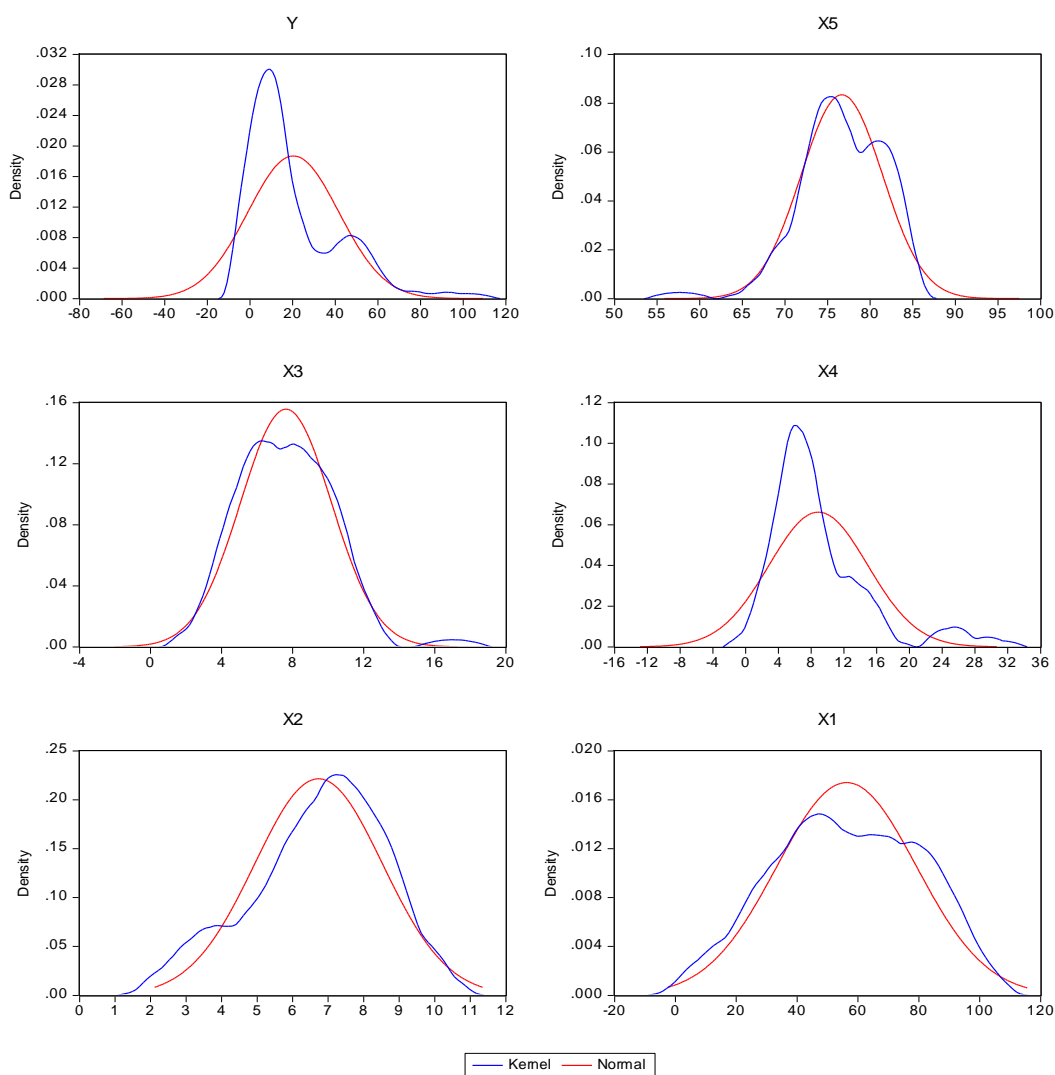 Y
Density
.032
.028
.024
.020
.016
.012
.008
.004
.000
-80 -60 -40 -20 0 20 40 60 80 100 120
X5
Density
.10
.08
.06
.04
.02
.00
50 55 60 65 70 75 80 85 90 95 100
X3
Density
.16
.12
.08
.04
.00
-4 0 4 8 12 16 20
X4
Density
.12
.10
.08
.06
.04
.02
.00
-16 -12 -8 -4 0 4 8 12 16 20 24 28 32 36
X2
Density
.25
.20
.15
.10
.05
.00
0 1 2 3 4 5 6 7 8 9 10 11 12
X1
Density
.020
.016
.012
.008
.004
.000
-20 0 20 40 60 80 100 120
Kernel Normal